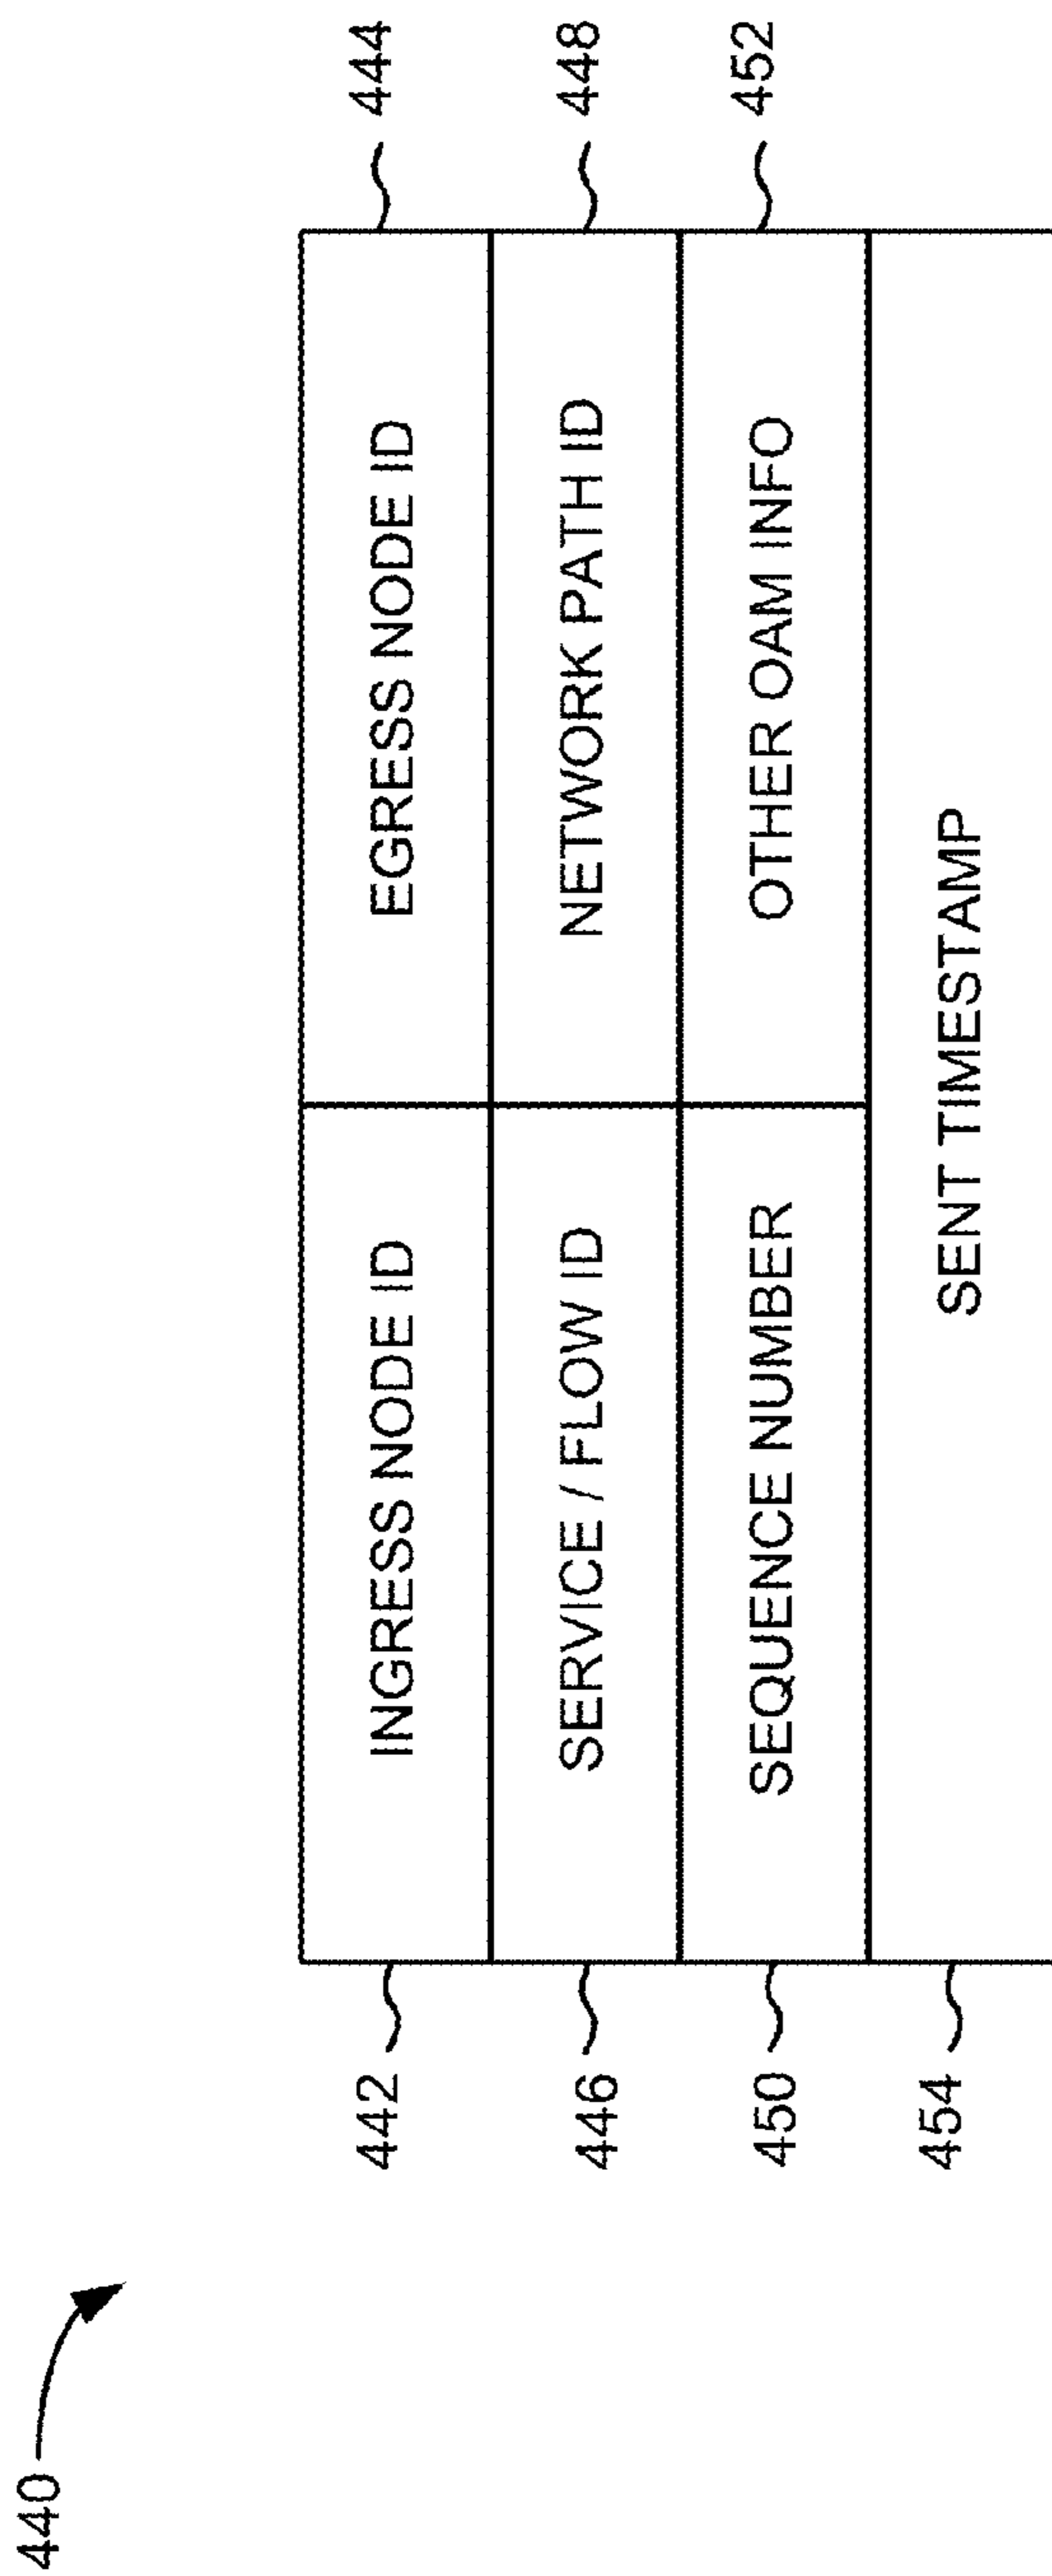 440
442 INGRESS NODE ID EGRESS NODE ID 444
446 SERVICE / FLOW ID NETWORK PATH ID 448
450 SEQUENCE NUMBER OTHER OAM INFO 452
454 SENT TIMESTAMP